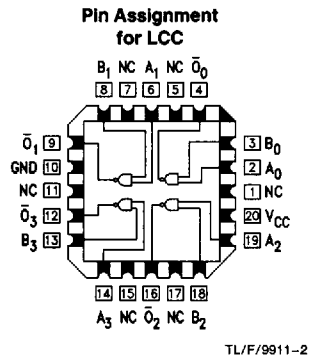 Pin Assignment
for LCC
B₁ NC A₁ NC Ō₀
8 7 6 5 4
Ō₁ 9
GND 10
NC 11
Ō₃ 12
B₃ 13
3 B₀
2 A₀
1 NC
20 VCC
19 A₂
14 15 16 17 18
A₃ NC Ō₂ NC B₂
TL/F/9911-2